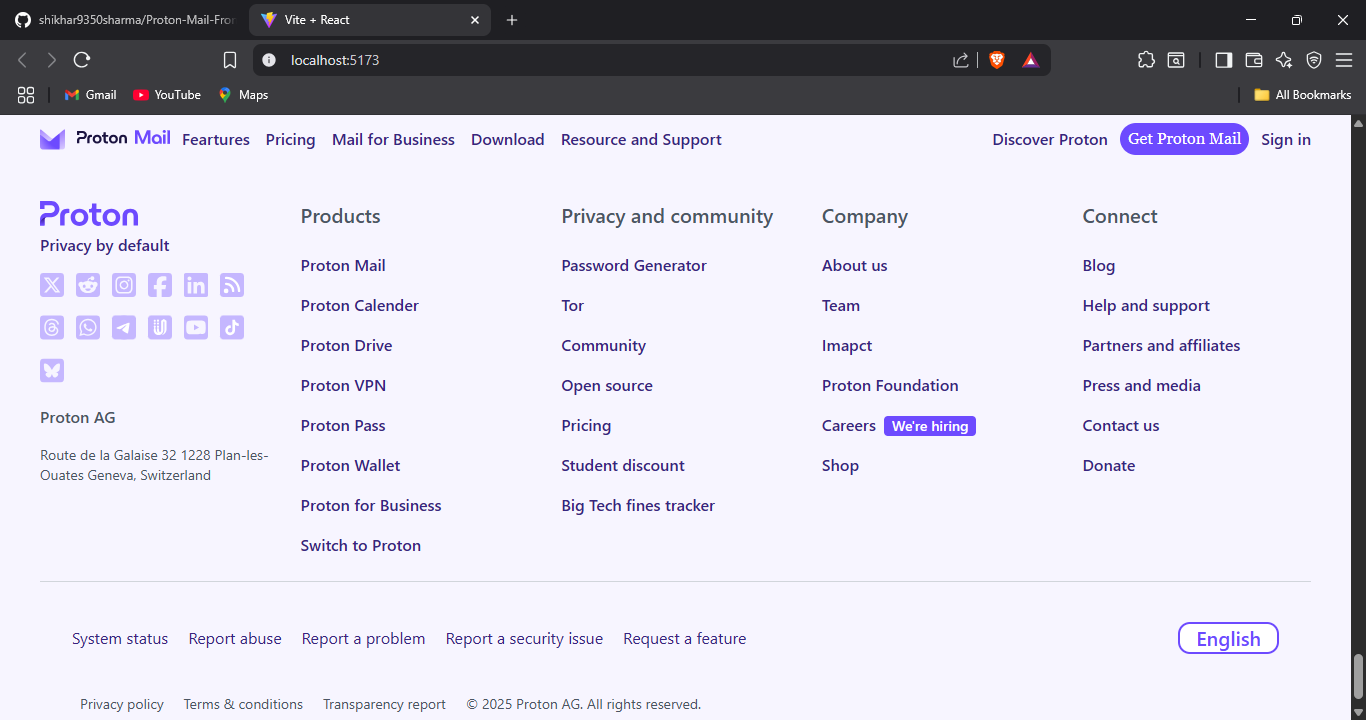 shikhar9350sharma/Proton-Mail-Fror
Vite + React
localhost:5173
Gmail YouTube Maps All Bookmarks
Proton Mail Feartures Pricing Mail for Business Download Resource and Support Discover Proton Get Proton Mail Sign in
Proton
Privacy by default
Proton AG
Route de la Galaise 32 1228 Plan-les-
Ouates Geneva, Switzerland
Products
Proton Mail
Proton Calender
Proton Drive
Proton VPN
Proton Pass
Proton Wallet
Proton for Business
Switch to Proton
Privacy and community
Password Generator
Tor
Community
Open source
Pricing
Student discount
Big Tech fines tracker
Company
About us
Team
Imapct
Proton Foundation
Careers We're hiring
Shop
Connect
Blog
Help and support
Partners and affiliates
Press and media
Contact us
Donate
System status Report abuse Report a problem Report a security issue Request a feature English
Privacy policy Terms & conditions Transparency report © 2025 Proton AG. All rights reserved.